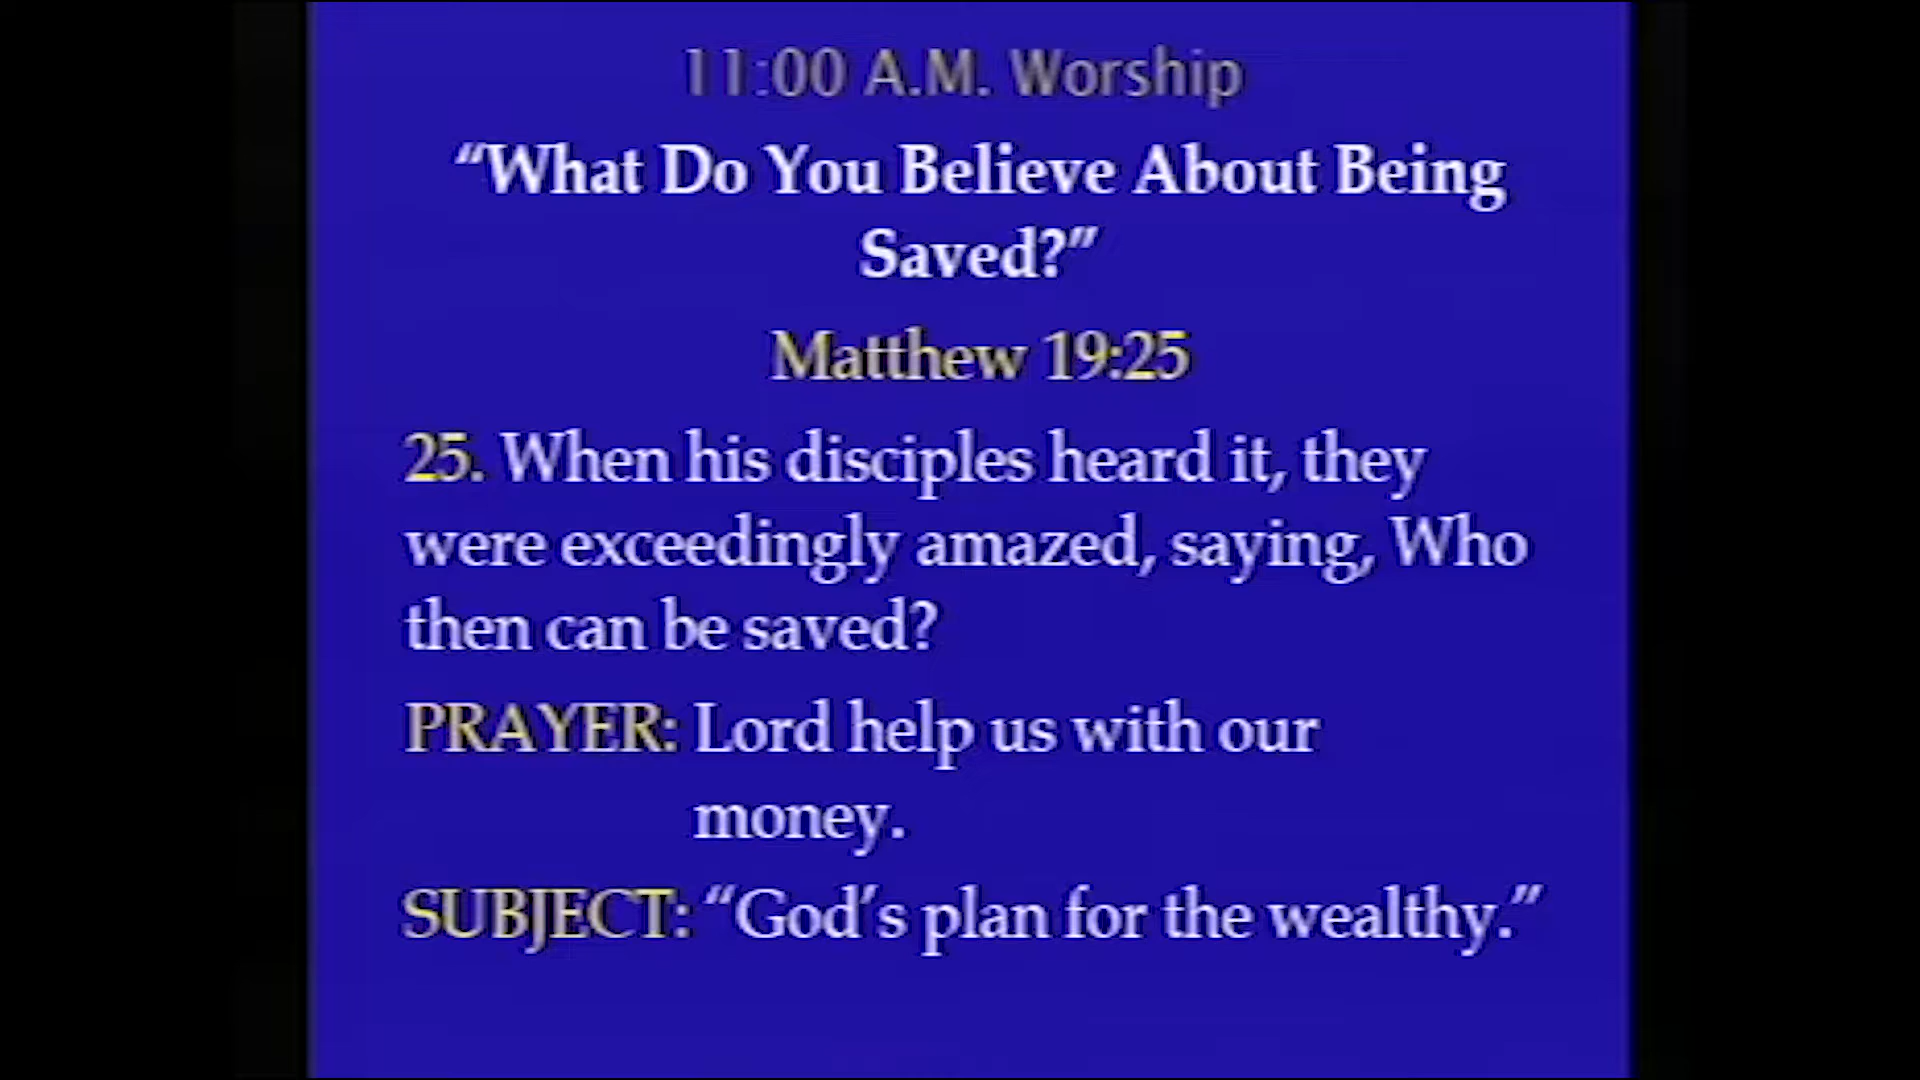 11:00 A.M. Worship
“What Do You Believe About Being
Saved?”
Matthew 19:25
25. When his disciples heard it, they
were exceedingly amazed, saying, Who
then can be saved?
PRAYER: Lord help us with our
money.
SUBJECT: “God’s plan for the wealthy.”